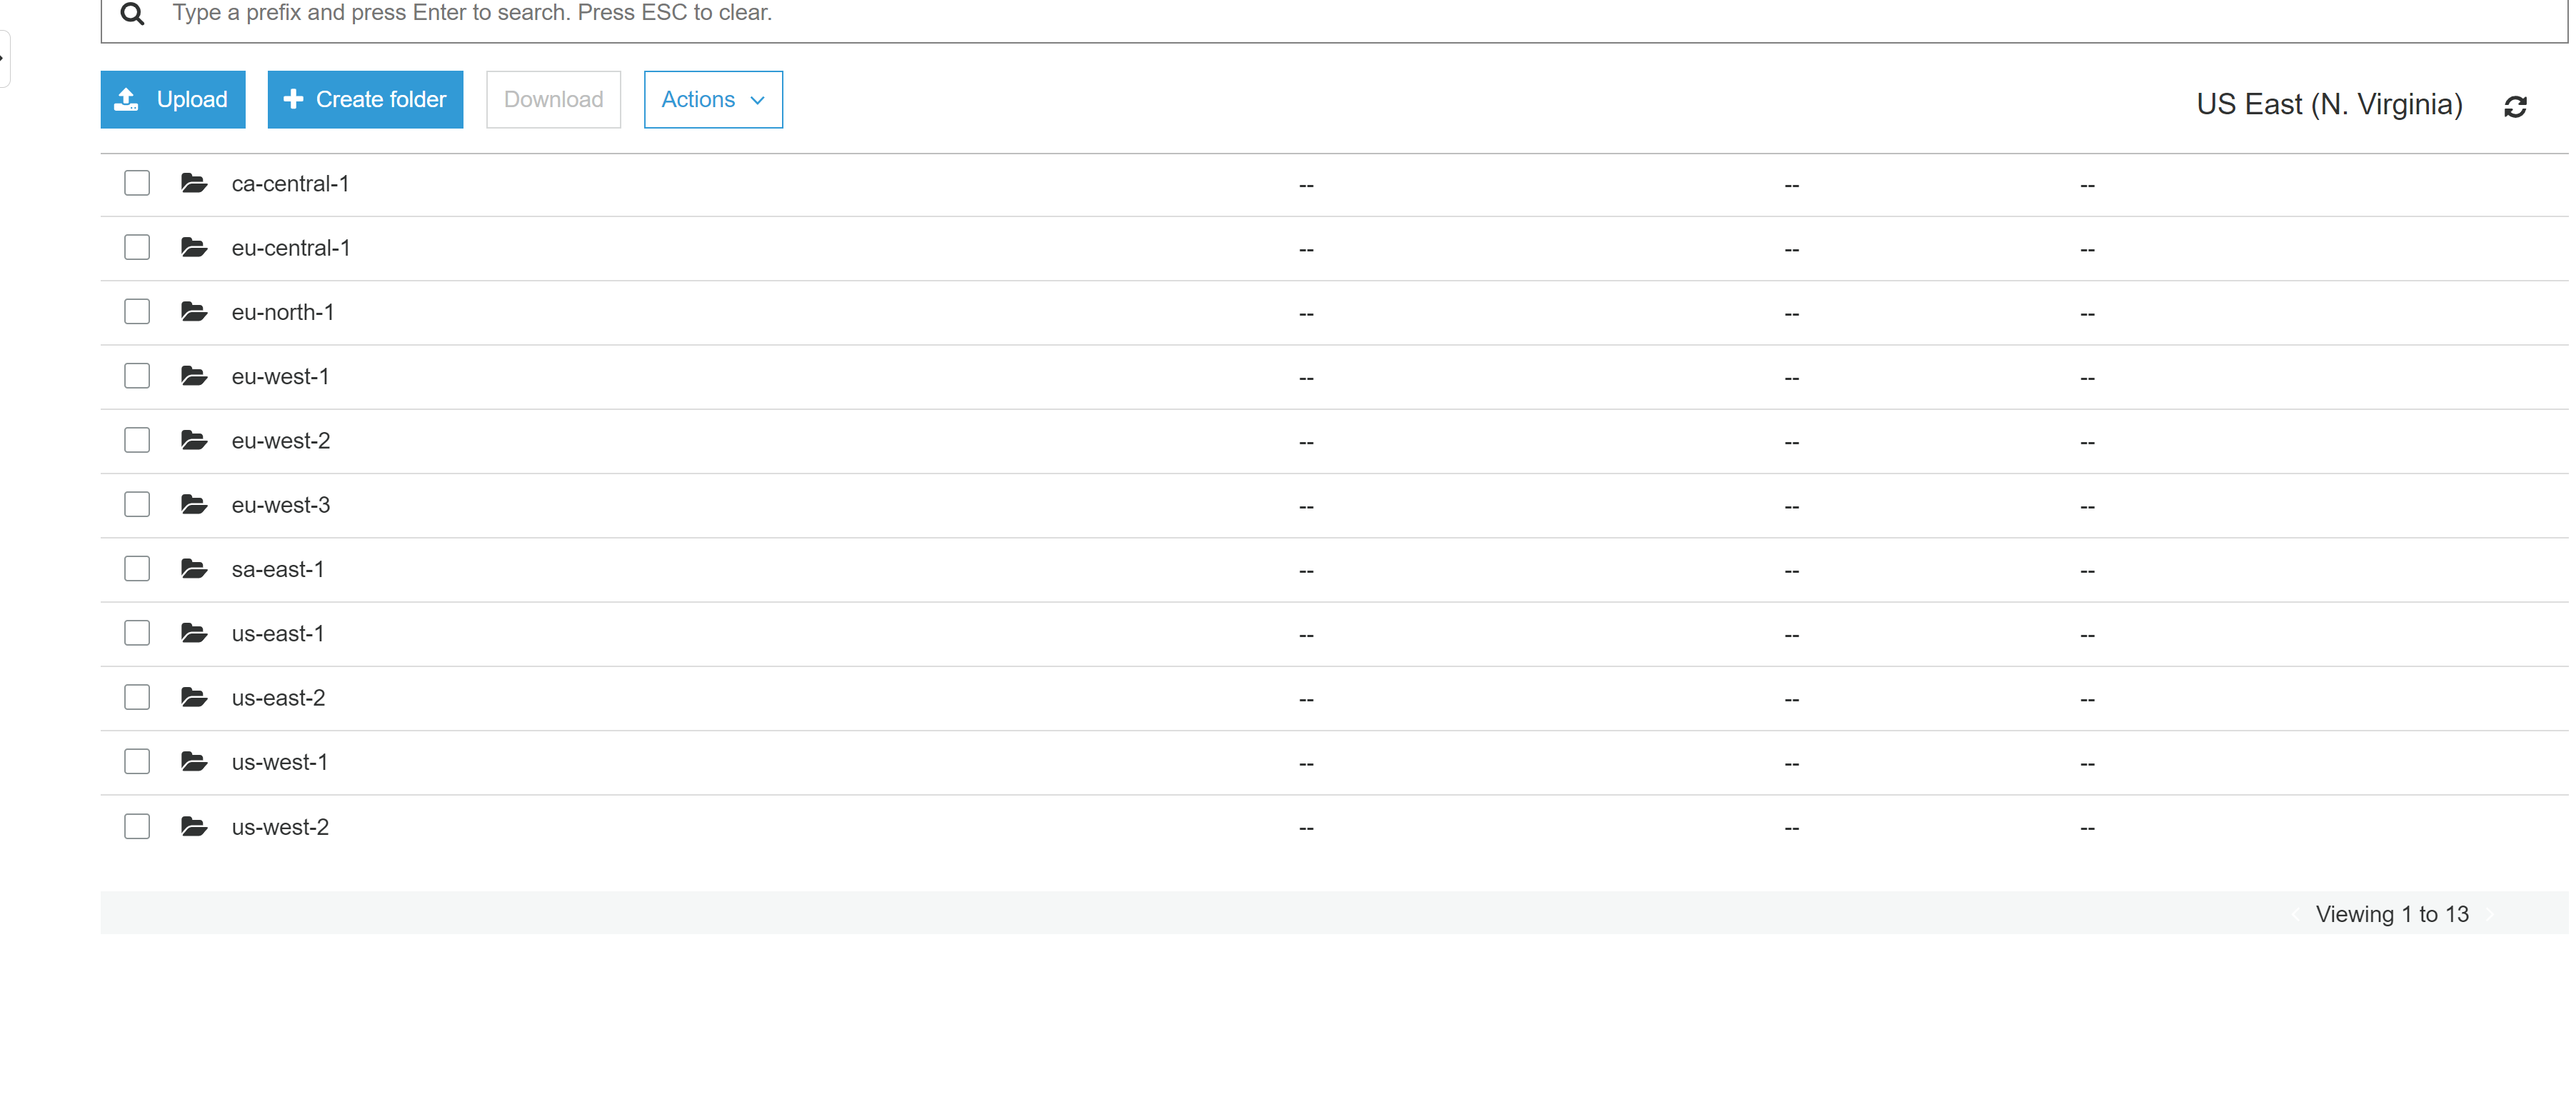 Type a prefix and press Enter to search. Press ESC to clear.
Upload Create folder Download Actions US East (N. Virginia)
ca-central-1 -- -- --
eu-central-1 -- -- --
eu-north-1 -- -- --
eu-west-1 -- -- --
eu-west-2 -- -- --
eu-west-3 -- -- --
sa-east-1 -- -- --
us-east-1 -- -- --
us-east-2 -- -- --
us-west-1 -- -- --
us-west-2 -- -- --
Viewing 1 to 13